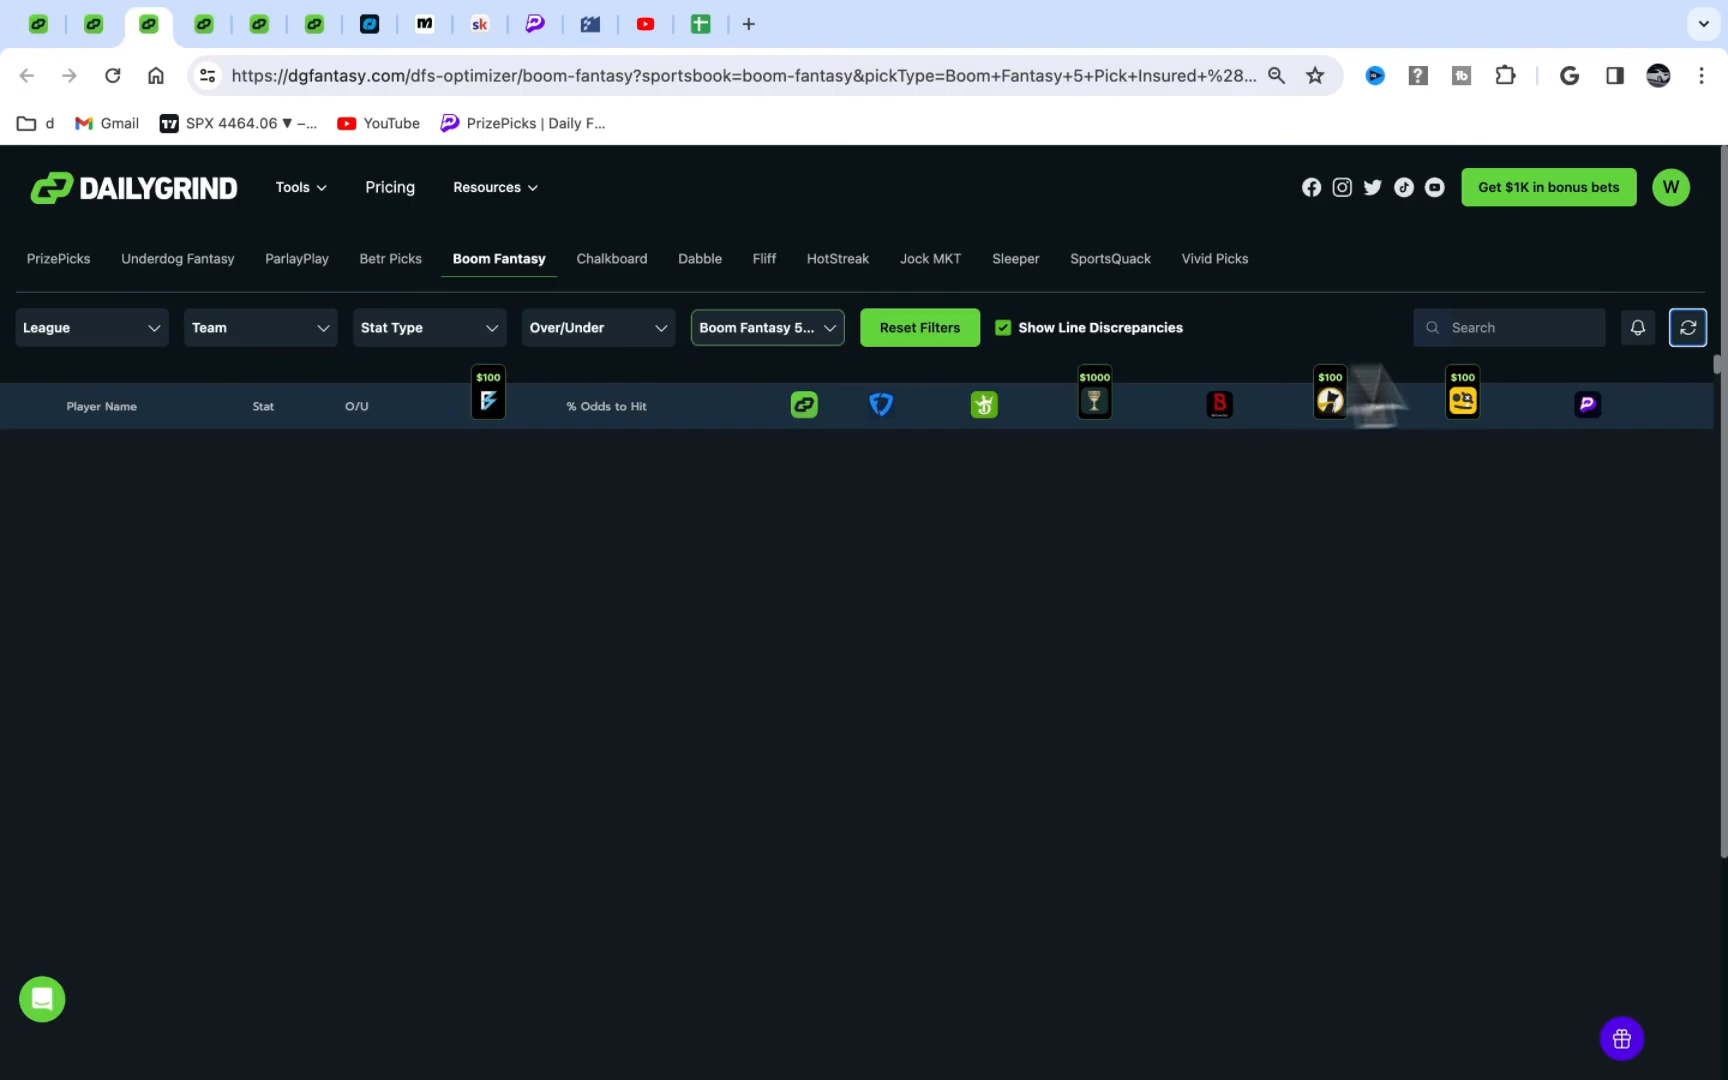 sk
https://dgfantasy.com/dfs-optimizer/boom-fantasy?sportsbook=boom-fantasy&pickType=Boom+Fantasy+5+Pick+Insured+%28...
d
Gmail
SPX 4464.06 ▼ –...
YouTube
PrizePicks | Daily F...
DAILYGRIND
Tools
Pricing
Resources
Get $1K in bonus bets
W
PrizePicks
Underdog Fantasy
ParlayPlay
Betr Picks
Boom Fantasy
Chalkboard
Dabble
Fliff
HotStreak
Jock MKT
Sleeper
SportsQuack
Vivid Picks
League
Team
Stat Type
Over/Under
Boom Fantasy 5...
Reset Filters
Show Line Discrepancies
Search
Player Name
Stat
O/U
$100
% Odds to Hit
$1000
B
$100
$100